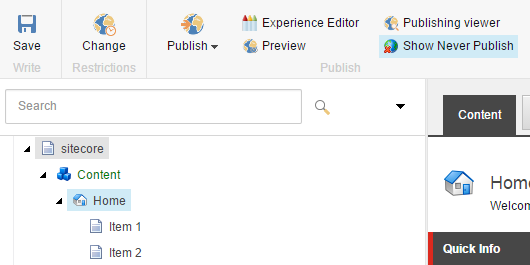 Save
Write
Change
Restrictions
Publish
Experience Editor
Preview
Publishing viewer
Show Never Publish
Publish
Search
sitecore
Content
Home
Item 1
Item 2
Content
Home
Welcom
Quick Info